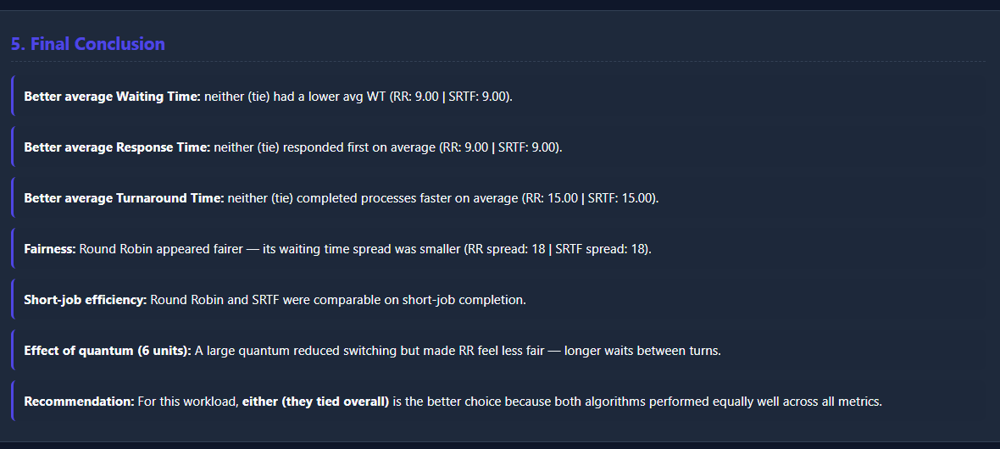 5. Final Conclusion
Better average Waiting Time: neither (tie) had a lower avg WT (RR: 9.00 | SRTF: 9.00).
Better average Response Time: neither (tie) responded first on average (RR: 9.00 | SRTF: 9.00).
Better average Turnaround Time: neither (tie) completed processes faster on average (RR: 15.00 | SRTF: 15.00).
Fairness: Round Robin appeared fairer — its waiting time spread was smaller (RR spread: 18 | SRTF spread: 18).
Short-job efficiency: Round Robin and SRTF were comparable on short-job completion.
Effect of quantum (6 units): A large quantum reduced switching but made RR feel less fair — longer waits between turns.
Recommendation: For this workload, either (they tied overall) is the better choice because both algorithms performed equally well across all metrics.